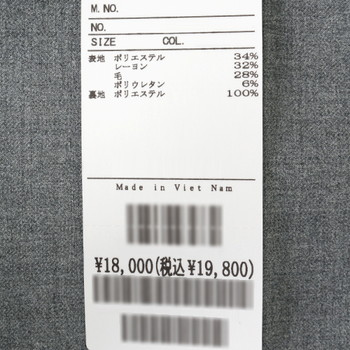 M. NO.
NO.
SIZE COL.
表地 ポリエステル 34%
レーヨン 32%
毛 28%
ポリウレタン 6%
裏地 ポリエステル 100%
Made in Viet Nam
¥18,000(税込¥19,800)